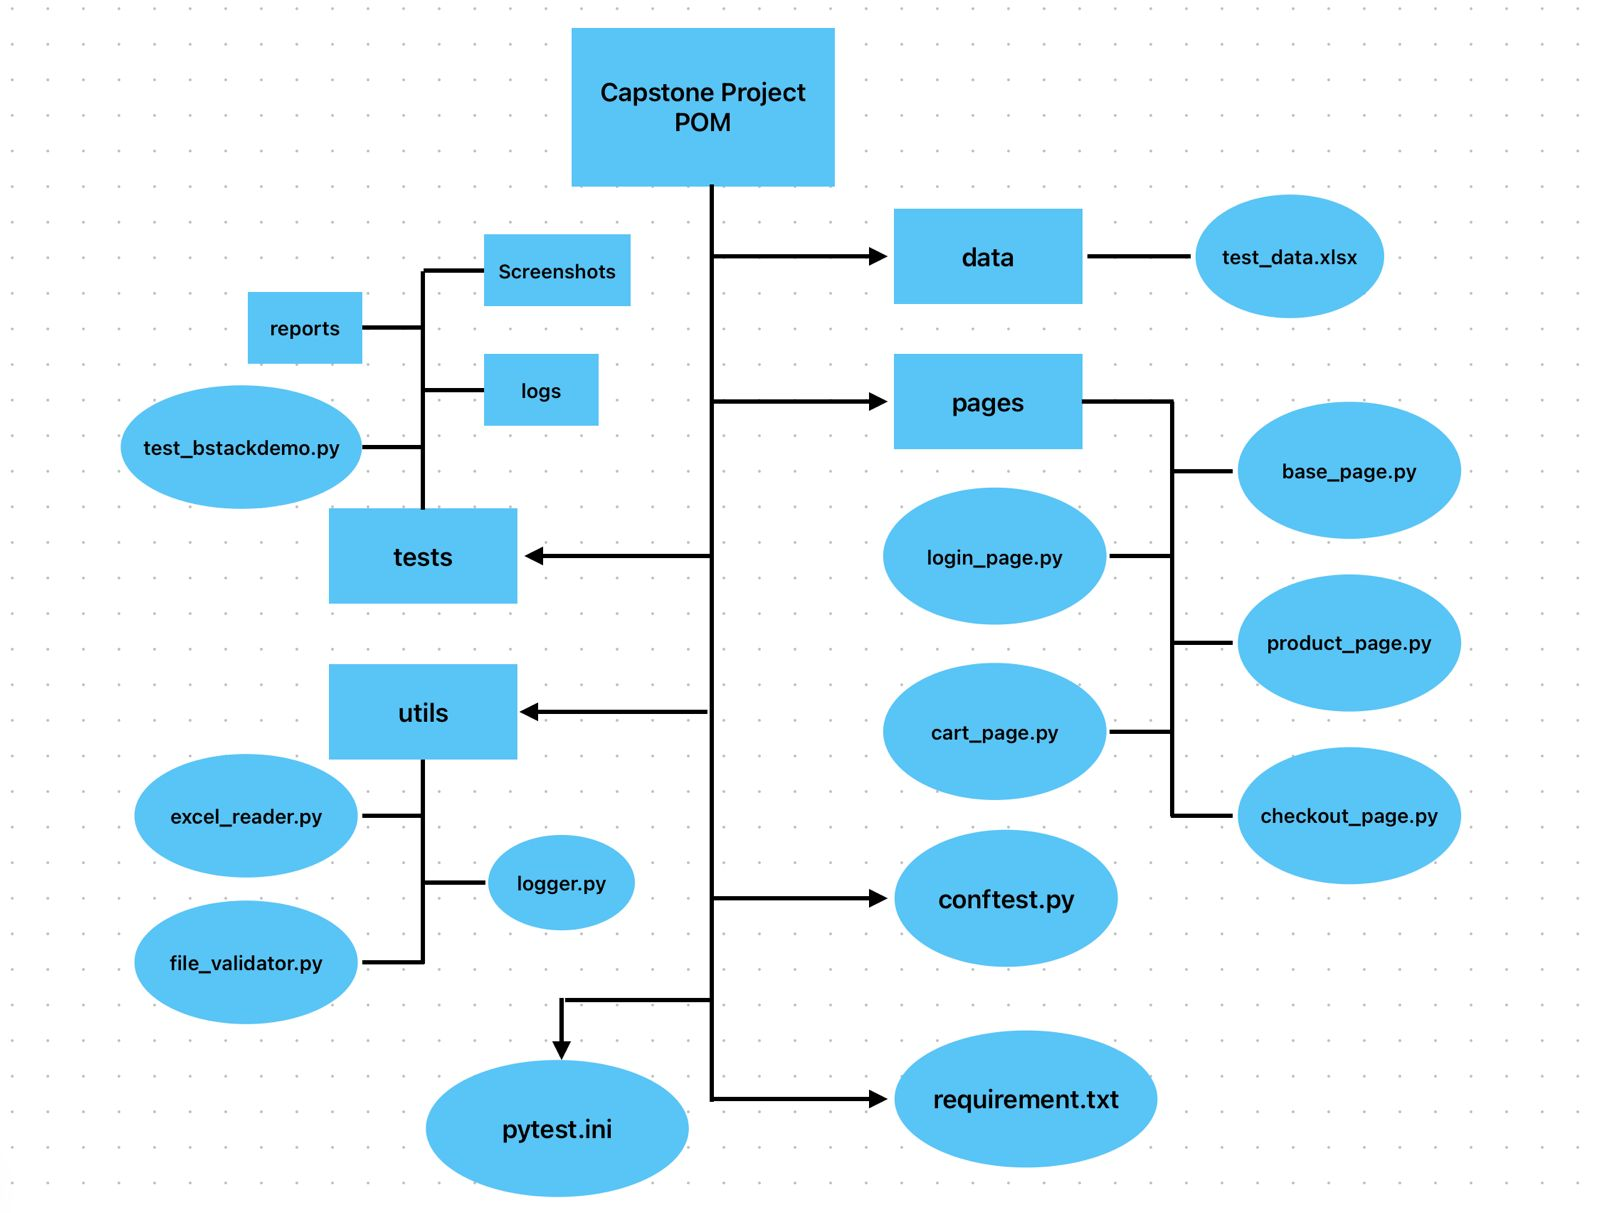 Capstone Project
POM
data
test_data.xlsx
Screenshots
reports
logs
test_bstackdemo.py
tests
pages
base_page.py
login_page.py
product_page.py
cart_page.py
checkout_page.py
utils
excel_reader.py
logger.py
file_validator.py
conftest.py
pytest.ini
requirement.txt